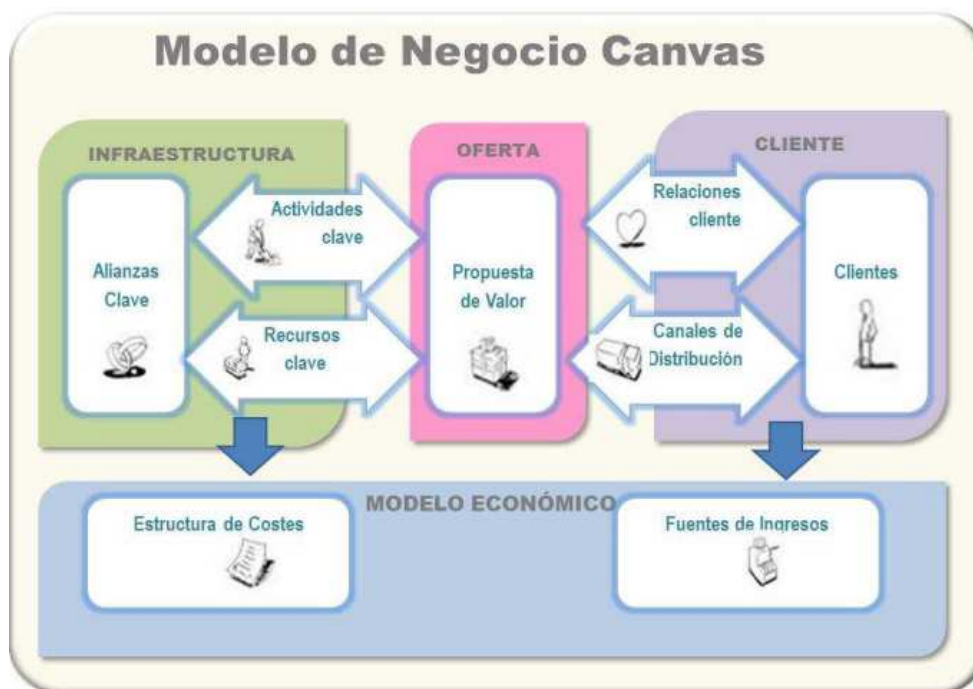 Modelo de Negocio Canvas
INFRAESTRUCTURA
OFERTA
CLIENTE
Alianzas
Clave
Actividades
clave
Recursos
clave
Propuesta
de Valor
Relaciones
cliente
Canales de
Distribución
Clientes
MODELO ECONÓMICO
Estructura de Costes
Fuentes de Ingresos